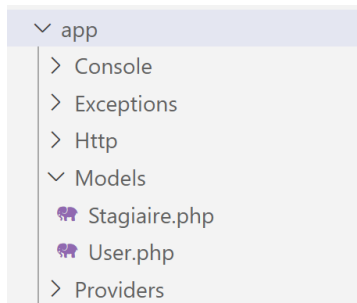 app
Console
Exceptions
Http
Models
Stagiaire.php
User.php
Providers